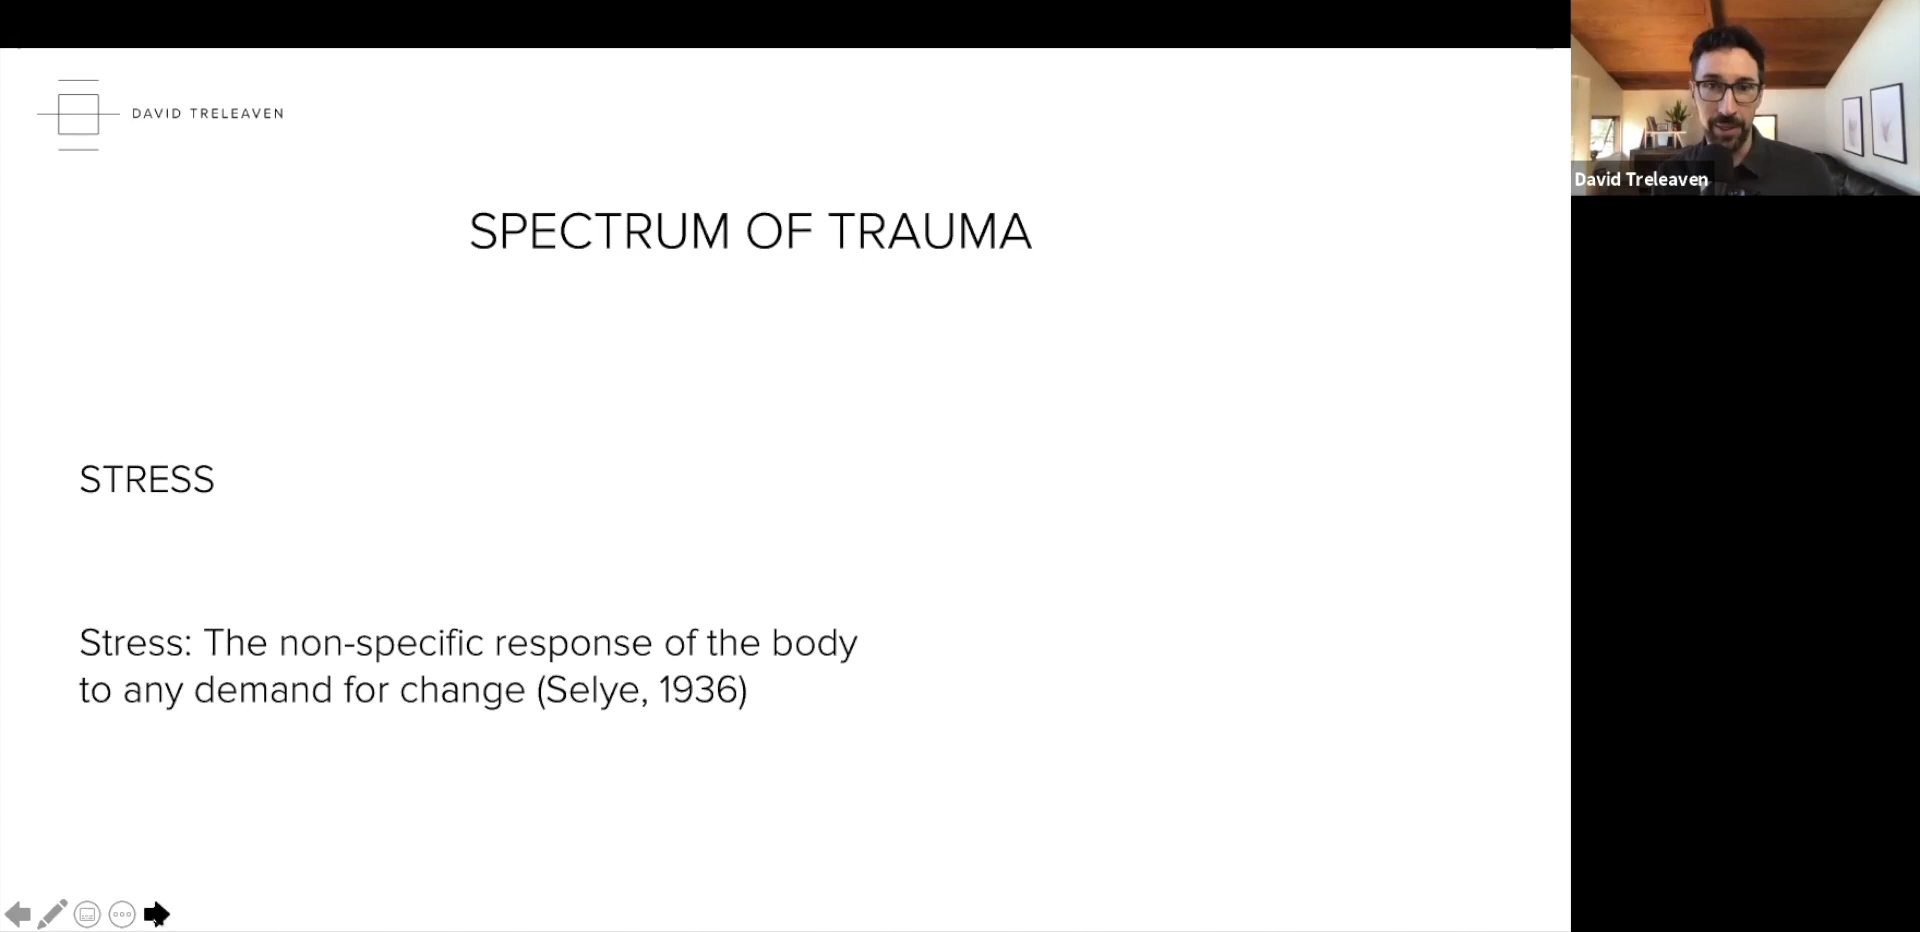 DAVID TRELEAVEN
SPECTRUM OF TRAUMA
STRESS
Stress: The non-specific response of the body
to any demand for change (Selye, 1936)
David Treleaven